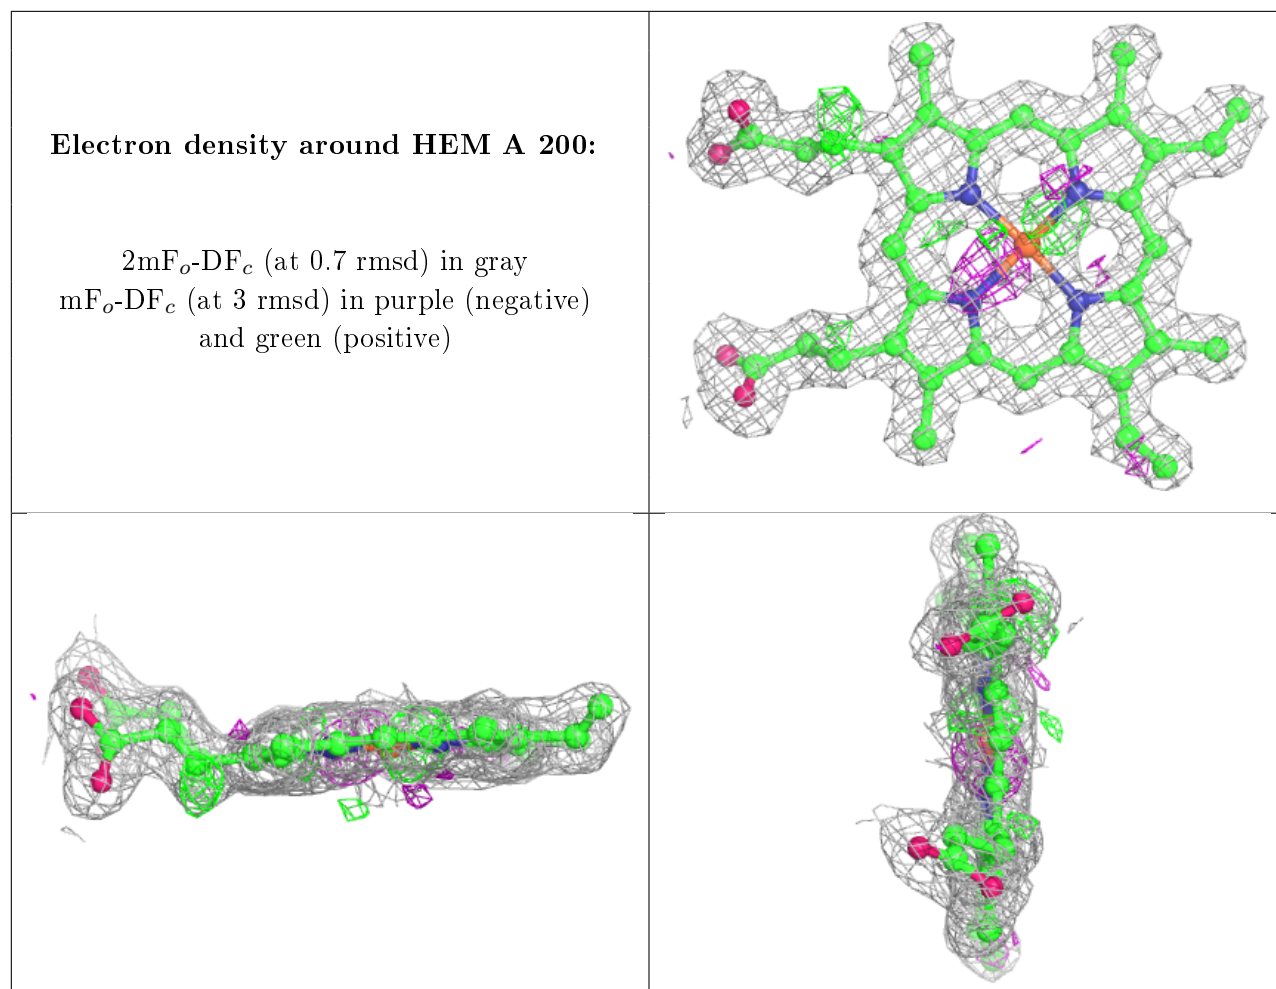 Electron density around HEM A 200:
2mFₒ-DF𝒸 (at 0.7 rmsd) in gray
mFₒ-DF𝒸 (at 3 rmsd) in purple (negative)
and green (positive)